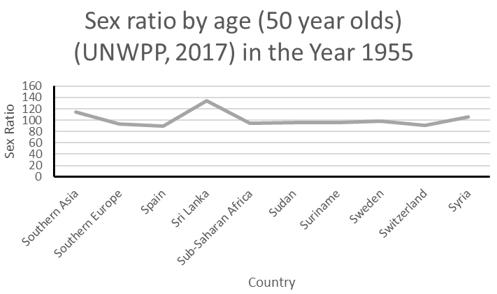 Sex ratio by age (50 year olds)
(UNWPP, 2017) in the Year 1955
160
140
120
100
80
60
40
20
0
Sex Ratio
Southern Asia
Southern Europe
Spain
Sri Lanka
Sub-Saharan Africa
Sudan
Suriname
Sweden
Switzerland
Syria
Country